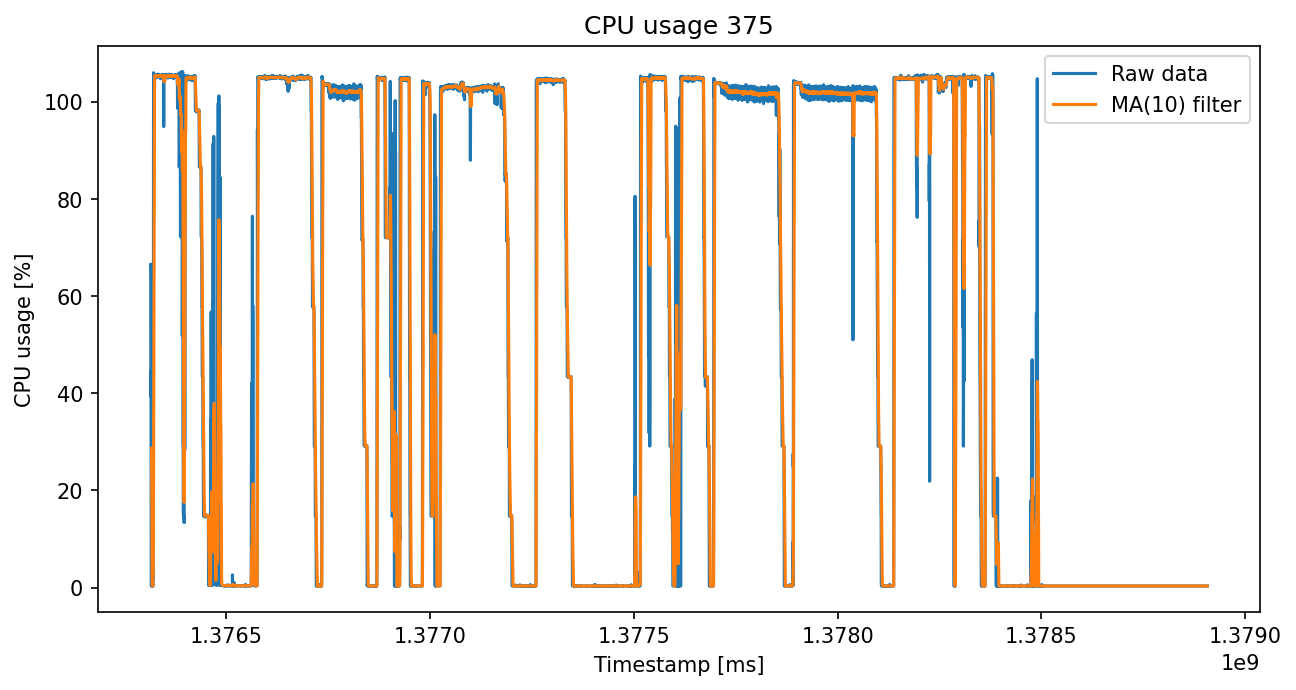 CPU usage 375
Raw data
MA(10) filter
CPU usage [%]
100
80
60
40
20
0
1.3765
1.3770
1.3775
1.3780
1.3785
1.3790
1e9
Timestamp [ms]